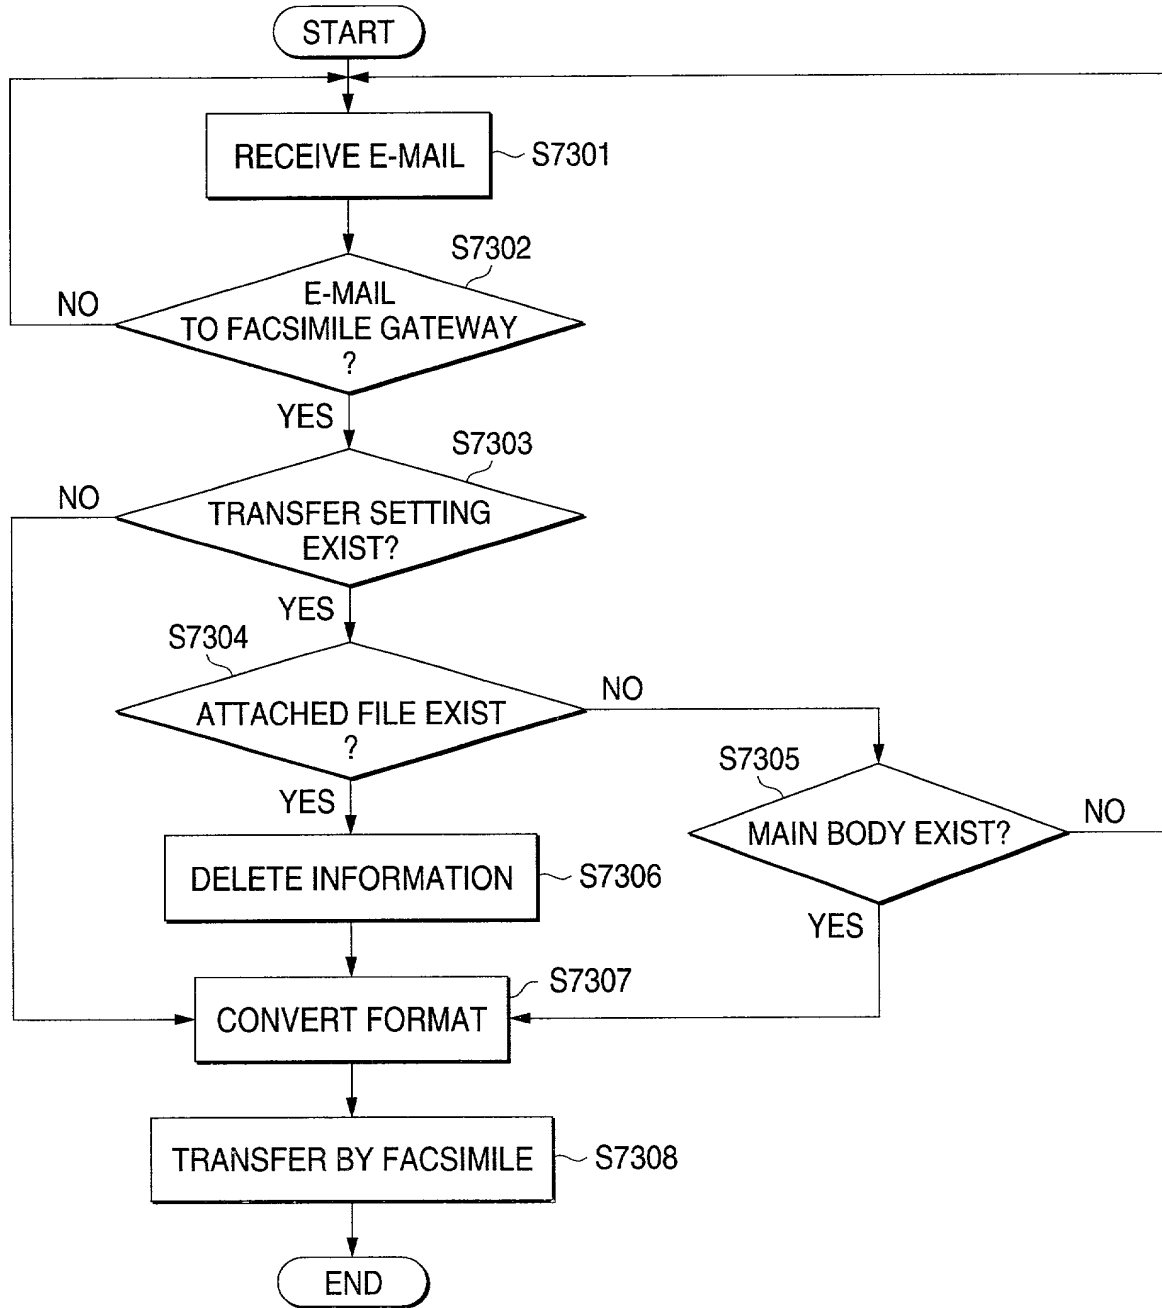 START
RECEIVE E-MAIL
S7301
S7302
E-MAIL
TO FACSIMILE GATEWAY
?
NO
YES
S7303
NO
TRANSFER SETTING
EXIST?
YES
S7304
NO
ATTACHED FILE EXIST
?
YES
S7305
MAIN BODY EXIST?
NO
YES
DELETE INFORMATION
S7306
S7307
CONVERT FORMAT
TRANSFER BY FACSIMILE
S7308
END